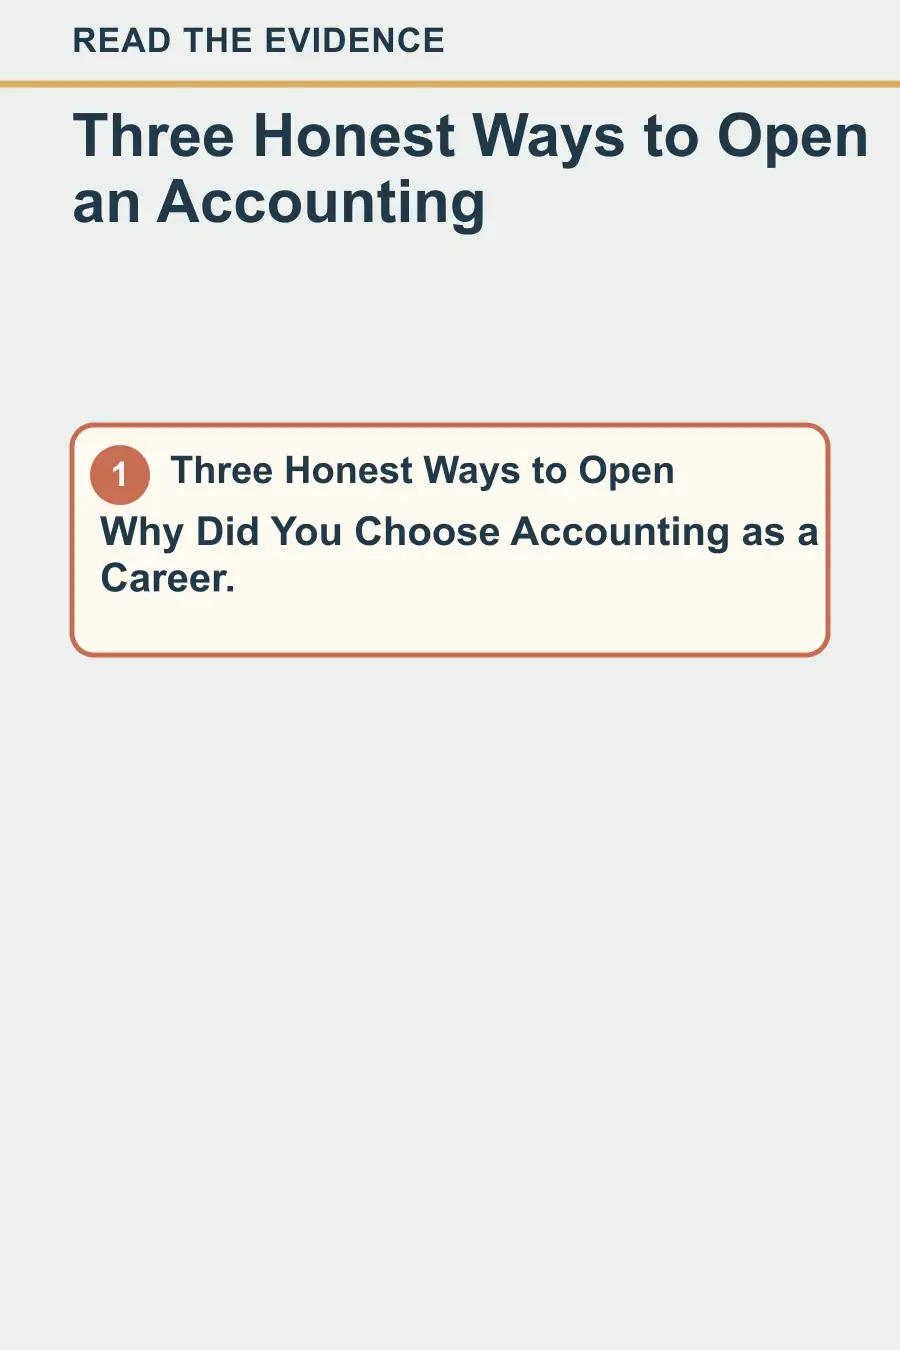 READ THE EVIDENCE
Three Honest Ways to Open
an Accounting
1
Three Honest Ways to Open
Why Did You Choose Accounting as a
Career.